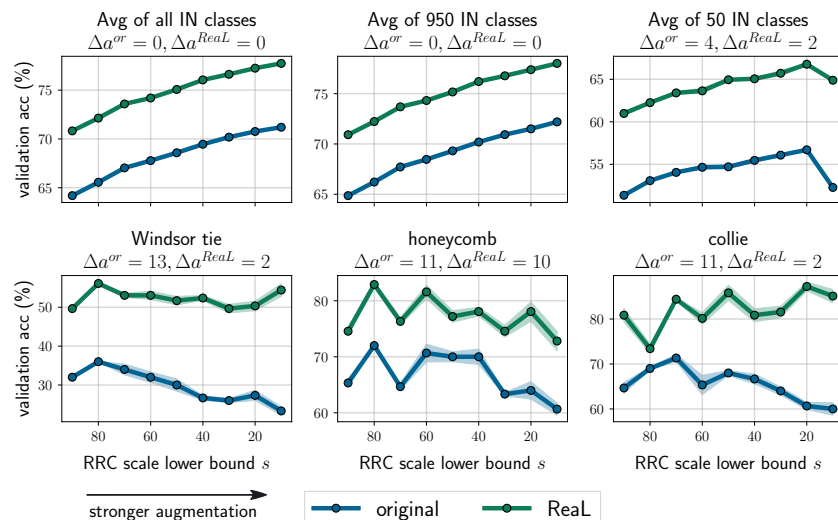 Avg of all IN classes
Δa^{or} = 0, Δa^{ReaL} = 0
Avg of 950 IN classes
Δa^{or} = 0, Δa^{ReaL} = 0
Avg of 50 IN classes
Δa^{or} = 4, Δa^{ReaL} = 2
validation acc (%)
75
70
65
75
70
65
65
60
55
Windsor tie
Δa^{or} = 13, Δa^{ReaL} = 2
honeycomb
Δa^{or} = 11, Δa^{ReaL} = 10
collie
Δa^{or} = 11, Δa^{ReaL} = 2
validation acc (%)
50
40
30
80
70
60
80
70
60
80 60 40 20
80 60 40 20
80 60 40 20
RRC scale lower bound s
RRC scale lower bound s
RRC scale lower bound s
stronger augmentation
original
ReaL